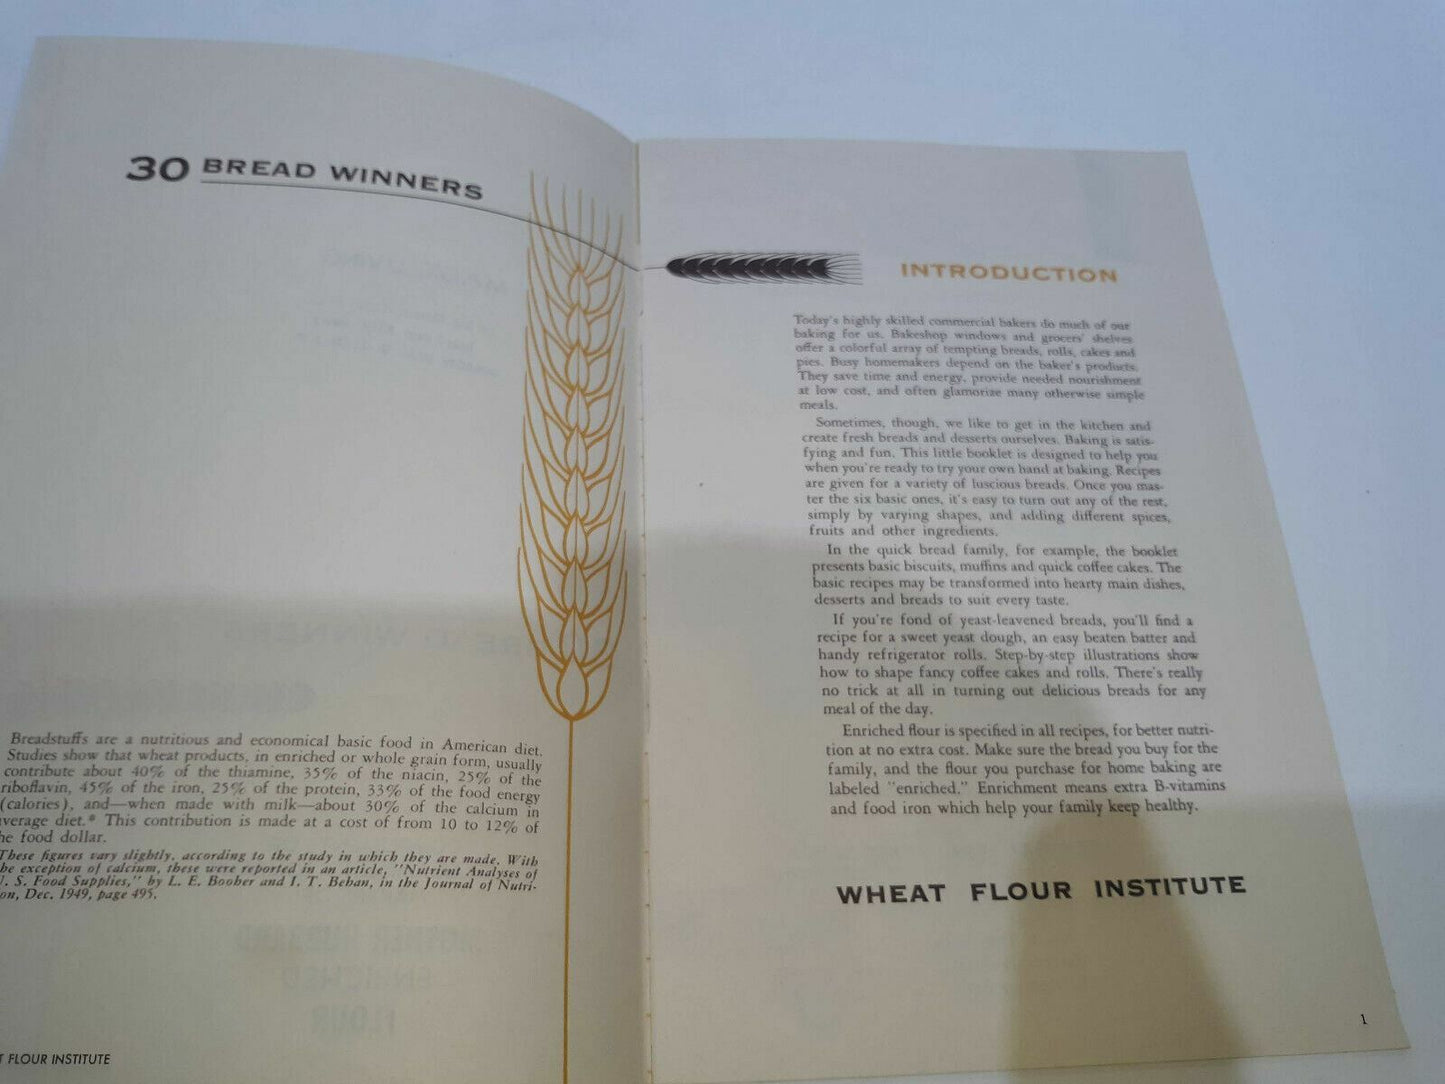 30 BREAD WINNERS
Breadstuffs are a nutritious and economical basic food in American diet.
Studies show that wheat products, in enriched or whole grain form, usually
contribute about 40% of the thiamine, 35% of the niacin, 25% of the
riboflavin, 45% of the iron, 25% of the protein, 33% of the food energy
(calories), and—when made with milk—about 30% of the calcium in
verage diet.* This contribution is made at a cost of from 10 to 12% of
he food dollar.
These figures vary slightly, according to the study in which they are made. With
he exception of calcium, these were reported in an article, "Nutrient Analyses of
. S. Food Supplies," by L. E. Booher and I. T. Behan, in the Journal of Nutri-
on, Dec. 1949, page 495.
MOTHER HUBBARD
ENRICHED
FLOUR
T FLOUR INSTITUTE
INTRODUCTION
Today's highly skilled commercial bakers do much of our
baking for us. Bakeshop windows and grocers' shelves
offer a colorful array of tempting breads, rolls, cakes and
pies. Busy homemakers depend on the baker's products.
They save time and energy, provide needed nourishment
at low cost, and often glamorize many otherwise simple
meals.
Sometimes, though, we like to get in the kitchen and
create fresh breads and desserts ourselves. Baking is satis-
fying and fun. This little booklet is designed to help you
when you're ready to try your own hand at baking. Recipes
are given for a variety of luscious breads. Once you mas-
ter the six basic ones, it's easy to turn out any of the rest,
simply by varying shapes, and adding different spices,
fruits and other ingredients.
In the quick bread family, for example, the booklet
presents basic biscuits, muffins and quick coffee cakes. The
basic recipes may be transformed into hearty main dishes,
desserts and breads to suit every taste.
If you're fond of yeast-leavened breads, you'll find a
recipe for a sweet yeast dough, an easy beaten batter and
handy refrigerator rolls. Step-by-step illustrations show
how to shape fancy coffee cakes and rolls. There's really
no trick at all in turning out delicious breads for any
meal of the day.
Enriched flour is specified in all recipes, for better nutri-
tion at no extra cost. Make sure the bread you buy for the
family, and the flour you purchase for home baking are
labeled "enriched." Enrichment means extra B-vitamins
and food iron which help your family keep healthy.
WHEAT FLOUR INSTITUTE
1